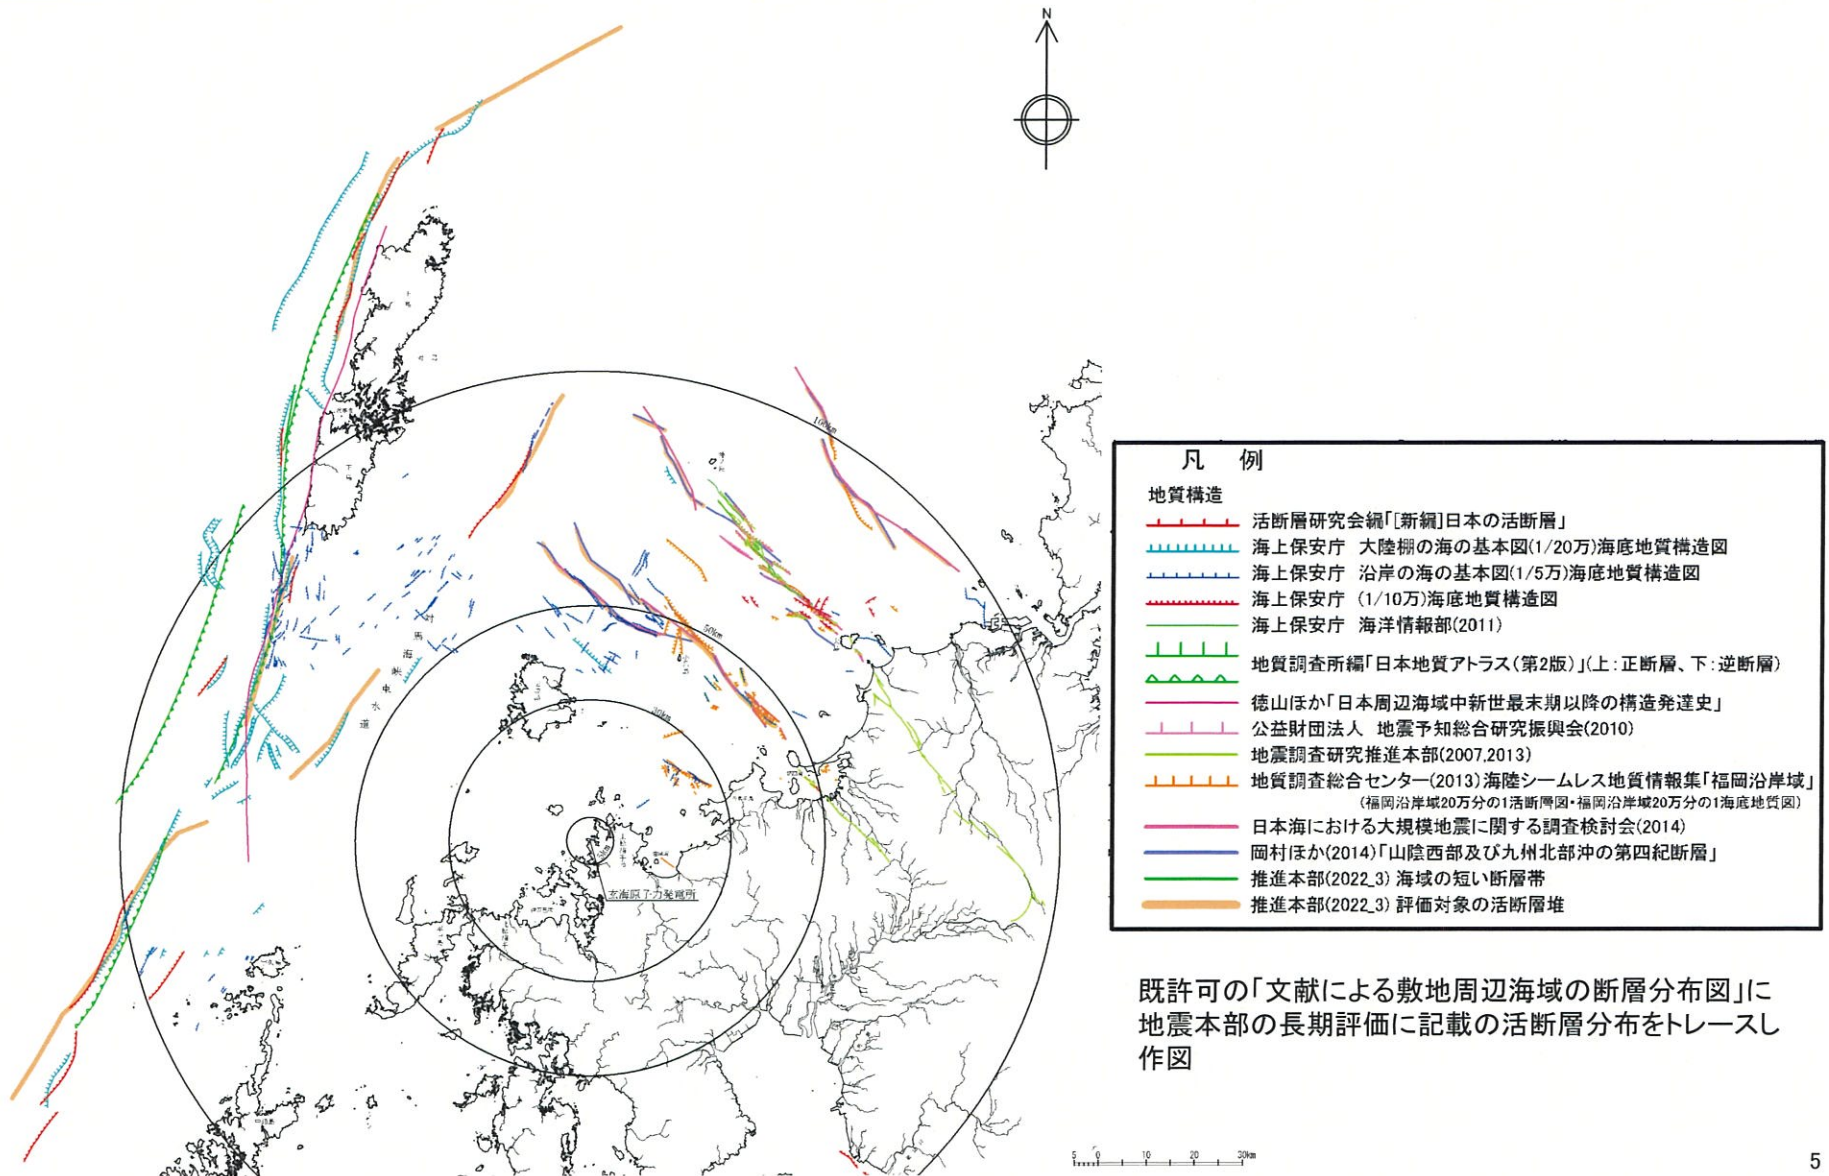 N
100km
50km
30km
対馬海峡東水道
玄海原子力発電所
凡 例
地質構造
活断層研究会編「[新編]日本の活断層」
海上保安庁 大陸棚の海の基本図(1/20万)海底地質構造図
海上保安庁 沿岸の海の基本図(1/5万)海底地質構造図
海上保安庁 (1/10万)海底地質構造図
海上保安庁 海洋情報部(2011)
地質調査所編「日本地質アトラス(第2版)」(上:正断層、下:逆断層)
徳山ほか「日本周辺海域中新世最末期以降の構造発達史」
公益財団法人 地震予知総合研究振興会(2010)
地震調査研究推進本部(2007,2013)
地質調査総合センター(2013)海陸シームレス地質情報集「福岡沿岸域」
(福岡沿岸域20万分の1活断層図・福岡沿岸域20万分の1海底地質図)
日本海における大規模地震に関する調査検討会(2014)
岡村ほか(2014)「山陰西部及び九州北部沖の第四紀断層」
推進本部(2022_3) 海域の短い断層帯
推進本部(2022_3) 評価対象の活断層堆
既許可の「文献による敷地周辺海域の断層分布図」に
地震本部の長期評価に記載の活断層分布をトレースし
作図
5 0 10 20 30km
5